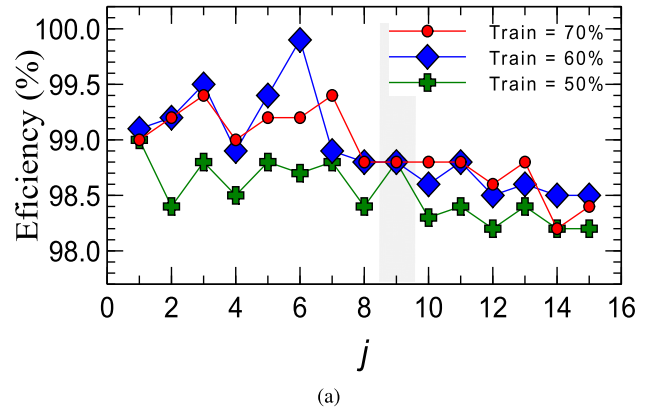 100.0
99.5
99.0
98.5
98.0
Eficiency (%)
Train = 70%
Train = 60%
Train = 50%
0 2 4 6 8 10 12 14 16
j
(a)